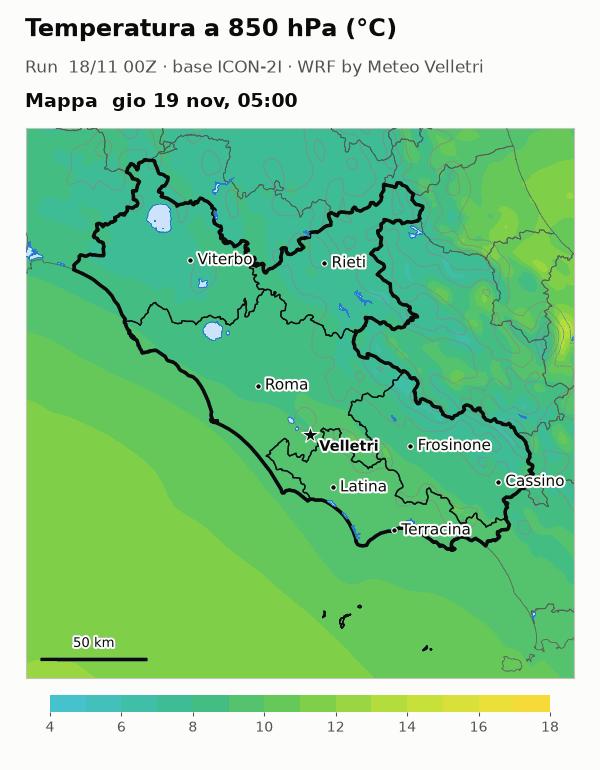 Temperatura a 850 hPa (°C)
Run  18/11 00Z · base ICON-2I · WRF by Meteo Velletri
Mappa  gio 19 nov, 05:00
Viterbo
Rieti
Roma
Velletri
Frosinone
Latina
Cassino
Terracina
50 km
4 6 8 10 12 14 16 18